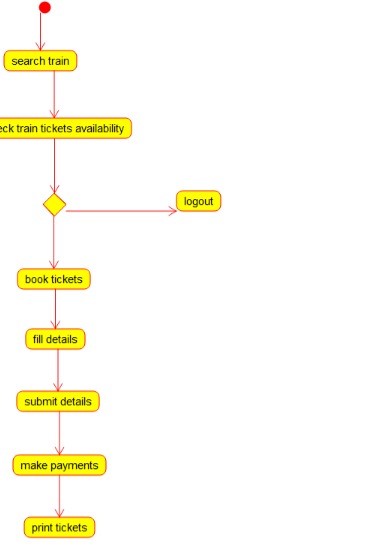 search train
eck train tickets availability
logout
book tickets
fill details
submit details
make payments
print tickets